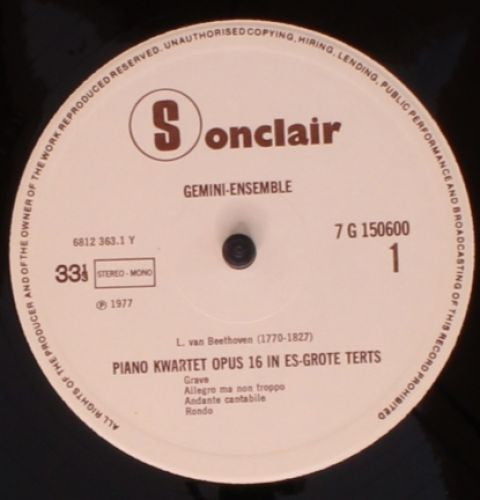 ALL RIGHTS OF THE PRODUCER AND OF THE OWNER OF THE WORK REPRODUCED RESERVED. UNAUTHORISED COPYING, HIRING, LENDING, PUBLIC PERFORMANCE AND BROADCASTING OF THIS RECORD PROHIBITED
Sonclair
GEMINI-ENSEMBLE
6812 363.1 Y
7 G 150600
33⅓ STEREO - MONO
1
℗ 1977
L. van Beethoven (1770-1827)
PIANO KWARTET OPUS 16 IN ES-GROTE TERTS
Grave
Allegro ma non troppo
Andante cantabile
Rondo